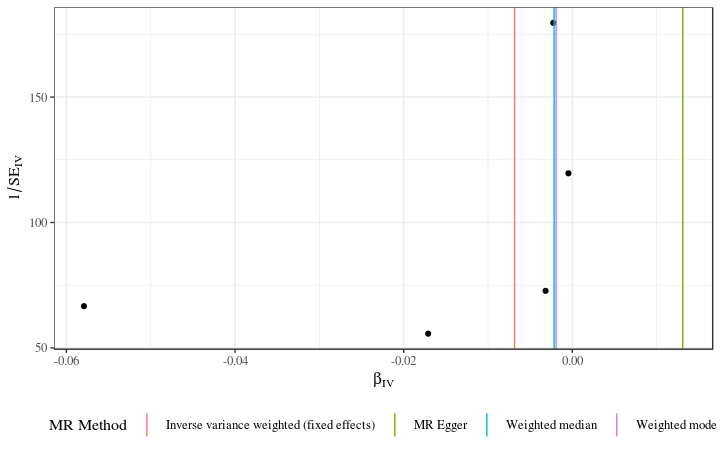 150
100
50
1/SE_IV
-0.06 -0.04 -0.02 0.00
β_IV
MR Method Inverse variance weighted (fixed effects) MR Egger Weighted median Weighted mode